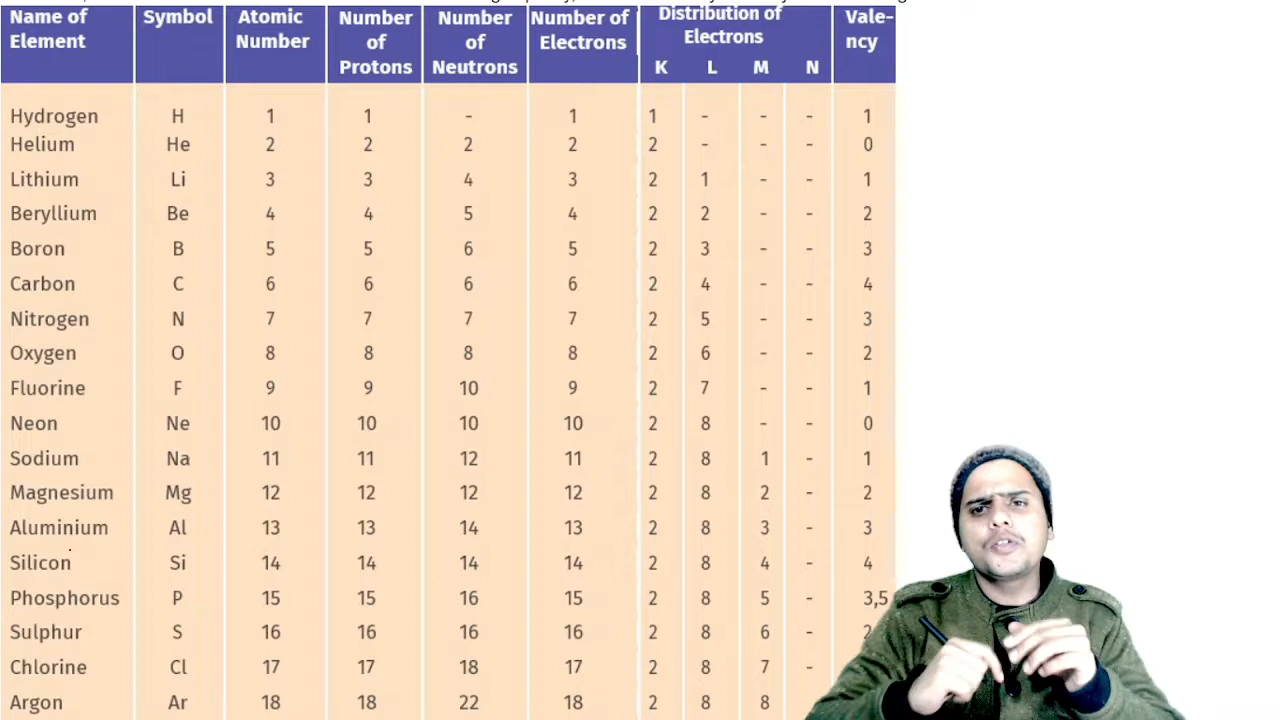 Name of Element Symbol Atomic Number Number of Protons Number of Neutrons Number of Electrons Distribution of Electrons K L M N Vale-ncy
Hydrogen H 1 1 - 1 1 - - - 1
Helium He 2 2 2 2 2 - - - 0
Lithium Li 3 3 4 3 2 1 - - 1
Beryllium Be 4 4 5 4 2 2 - - 2
Boron B 5 5 6 5 2 3 - - 3
Carbon C 6 6 6 6 2 4 - - 4
Nitrogen N 7 7 7 7 2 5 - - 3
Oxygen O 8 8 8 8 2 6 - - 2
Fluorine F 9 9 10 9 2 7 - - 1
Neon Ne 10 10 10 10 2 8 - - 0
Sodium Na 11 11 12 11 2 8 1 - 1
Magnesium Mg 12 12 12 12 2 8 2 - 2
Aluminium Al 13 13 14 13 2 8 3 - 3
Silicon Si 14 14 14 14 2 8 4 - 4
Phosphorus P 15 15 16 15 2 8 5 - 3,5
Sulphur S 16 16 16 16 2 8 6 - 2
Chlorine Cl 17 17 18 17 2 8 7 -
Argon Ar 18 18 22 18 2 8 8